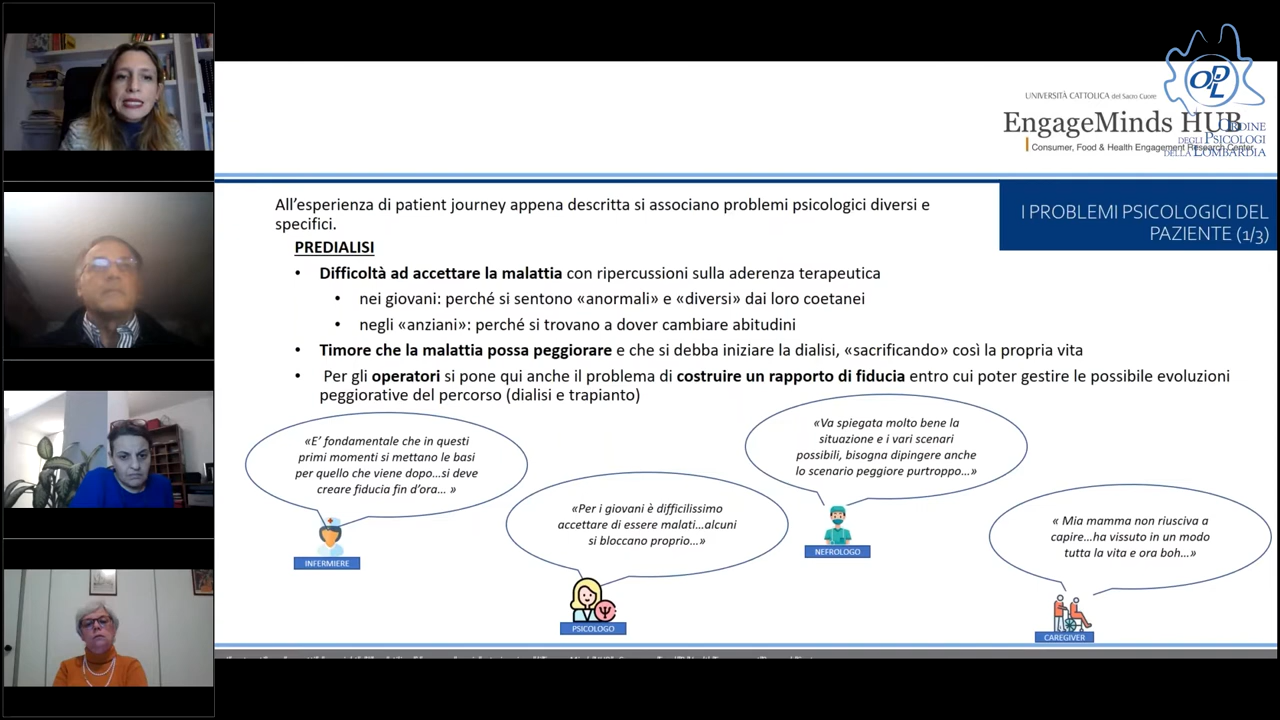 UNIVERSITÀ CATTOLICA del Sacro Cuore
EngageMinds HUB
Consumer, Food & Health Engagement Research Center
OPL
ORDINE
DEGLI PSICOLOGI
DELLA LOMBARDIA
I PROBLEMI PSICOLOGICI DEL
PAZIENTE (1/3)
All’esperienza di patient journey appena descritta si associano problemi psicologici diversi e
specifici.
PREDIALISI
• Difficoltà ad accettare la malattia con ripercussioni sulla aderenza terapeutica
• nei giovani: perché si sentono «anormali» e «diversi» dai loro coetanei
• negli «anziani»: perché si trovano a dover cambiare abitudini
• Timore che la malattia possa peggiorare e che si debba iniziare la dialisi, «sacrificando» così la propria vita
• Per gli operatori si pone qui anche il problema di costruire un rapporto di fiducia entro cui poter gestire le possibile evoluzioni
peggiorative del percorso (dialisi e trapianto)
«E’ fondamentale che in questi
primi momenti si mettano le basi
per quello che viene dopo…si deve
creare fiducia fin d’ora… »
INFERMIERE
«Per i giovani è difficilissimo
accettare di essere malati…alcuni
si bloccano proprio…»
PSICOLOGO
«Va spiegata molto bene la
situazione e i vari scenari
possibili, bisogna dipingere anche
lo scenario peggiore purtroppo…»
NEFROLOGO
« Mia mamma non riusciva a
capire…ha vissuto in un modo
tutta la vita e ora boh…»
CAREGIVER